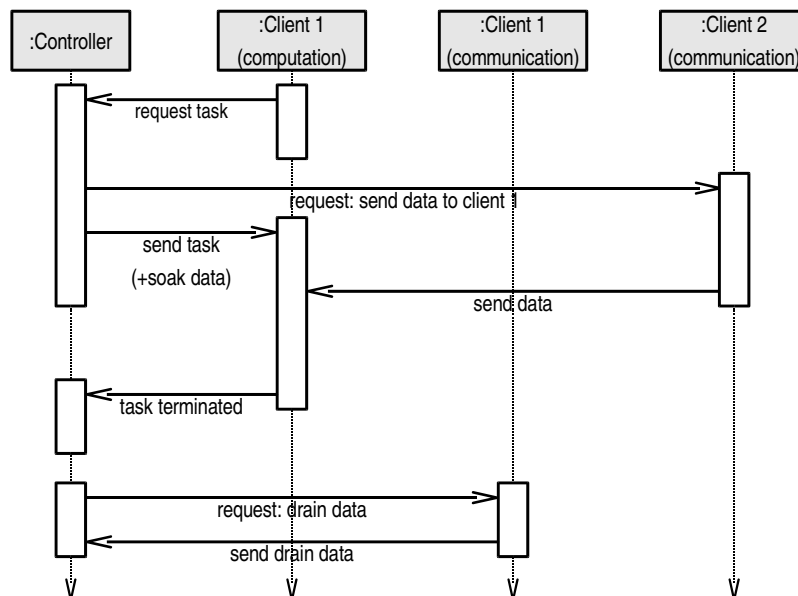 :Controller
:Client 1
(computation)
:Client 1
(communication)
:Client 2
(communication)
request task
request: send data to client 1
send task
(+soak data)
send data
task terminated
request: drain data
send drain data